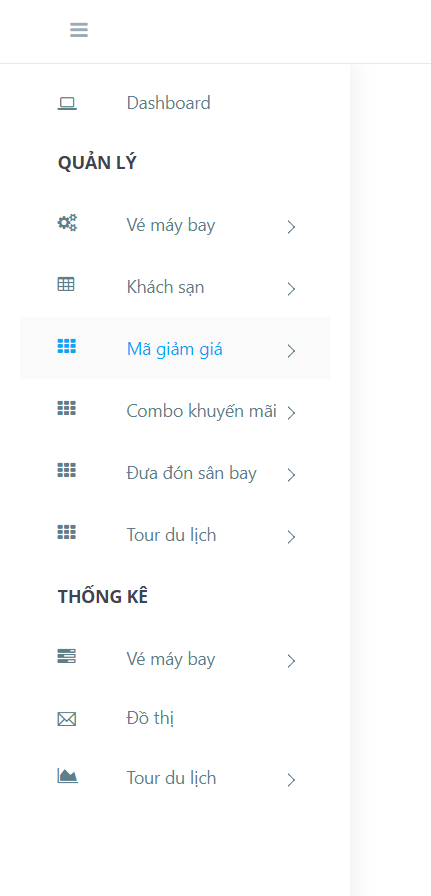 Dashboard
QUẢN LÝ
Vé máy bay
Khách sạn
Mã giảm giá
Combo khuyến mãi
Đưa đón sân bay
Tour du lịch
THỐNG KÊ
Vé máy bay
Đồ thị
Tour du lịch